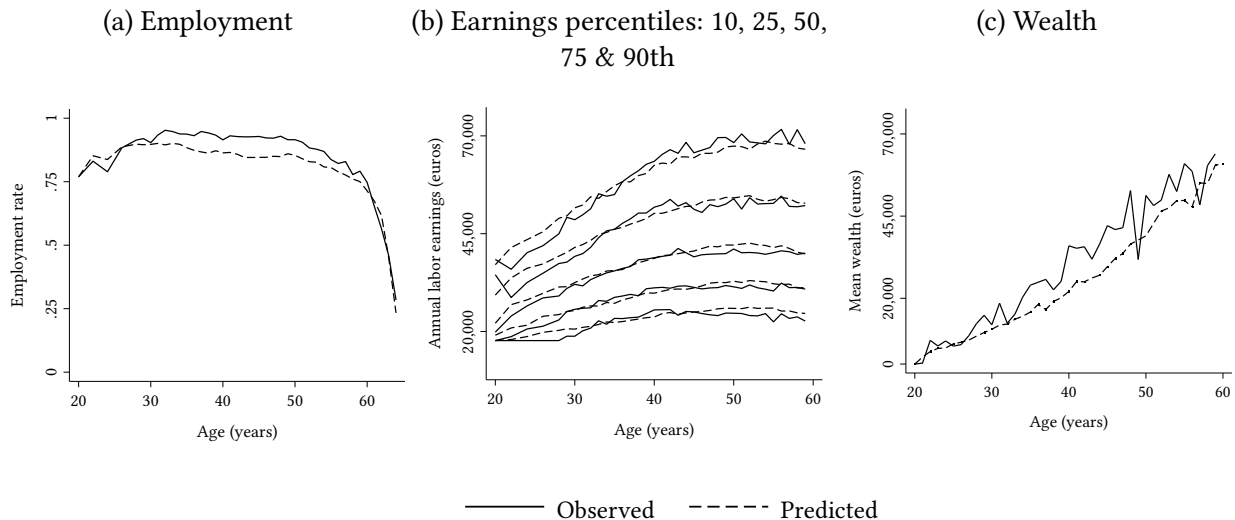 (a) Employment
(b) Earnings percentiles: 10, 25, 50,
75 & 90th
(c) Wealth
Employment rate
1
.75
.5
.25
0
20 30 40 50 60
Age (years)
Annual labor earnings (euros)
70,000
45,000
20,000
20 30 40 50 60
Age (years)
Mean wealth (euros)
70,000
45,000
20,000
0
20 30 40 50 60
Age (years)
Observed Predicted